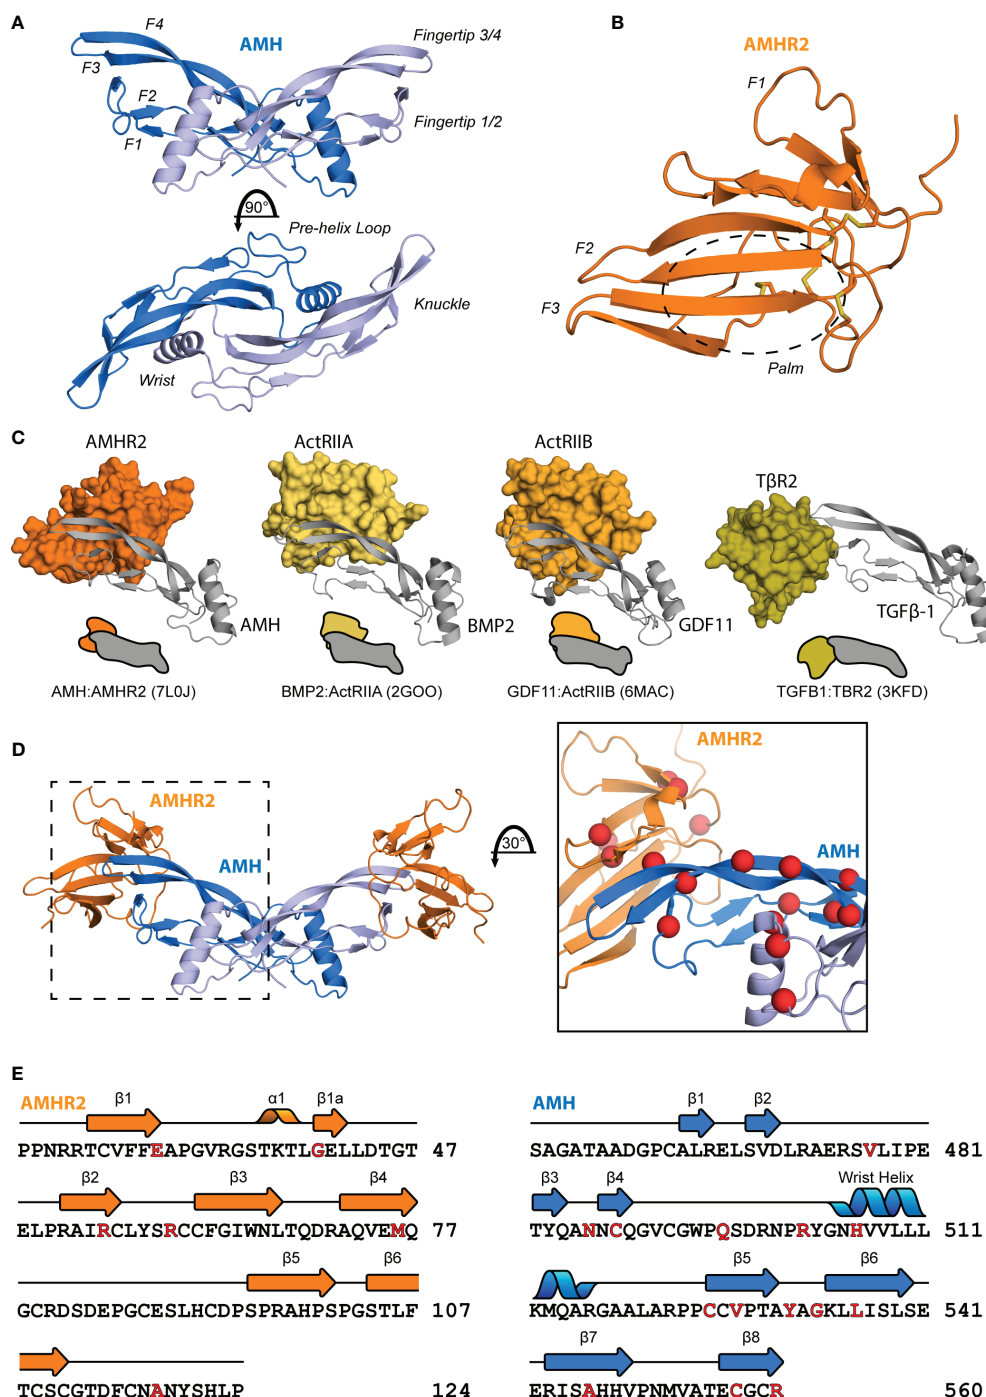 A
F4
AMH
Fingertip 3/4
F3
F2
F1
Fingertip 1/2
90°
Pre-helix Loop
Knuckle
Wrist
B
AMHR2
F1
F2
F3
Palm
C
AMHR2
ActRIIA
ActRIIB
TβR2
AMH
BMP2
GDF11
TGFβ-1
AMH:AMHR2 (7L0J)
BMP2:ActRIIA (2GOO)
GDF11:ActRIIB (6MAC)
TGFB1:TBR2 (3KFD)
D
AMHR2
AMH
30°
AMHR2
AMH
E
AMHR2
β1
α1
β1a
PPNRRTCVFFEAPGVRGSTKTLGELLDTGT 47
β2
β3
β4
ELPRAIRCLYSRCCFGIWNLTQDRAQVEMQ 77
β5
β6
GCRDSDEPGCESLHCDPSPRAHPSPGSTLF 107
TCSCGTDFCNANYSHLP 124
AMH
β1
β2
SAGATAADGPCALRELSVDLRAERSVLIPE 481
β3
β4
Wrist Helix
TYQANNCQGVCGWPQSDRNPRYGNHVVLLL 511
β5
β6
KMQARGAALARPPCCVPTAYAGKLLISLSE 541
β7
β8
ERISAHHVPNMVATECGCR 560